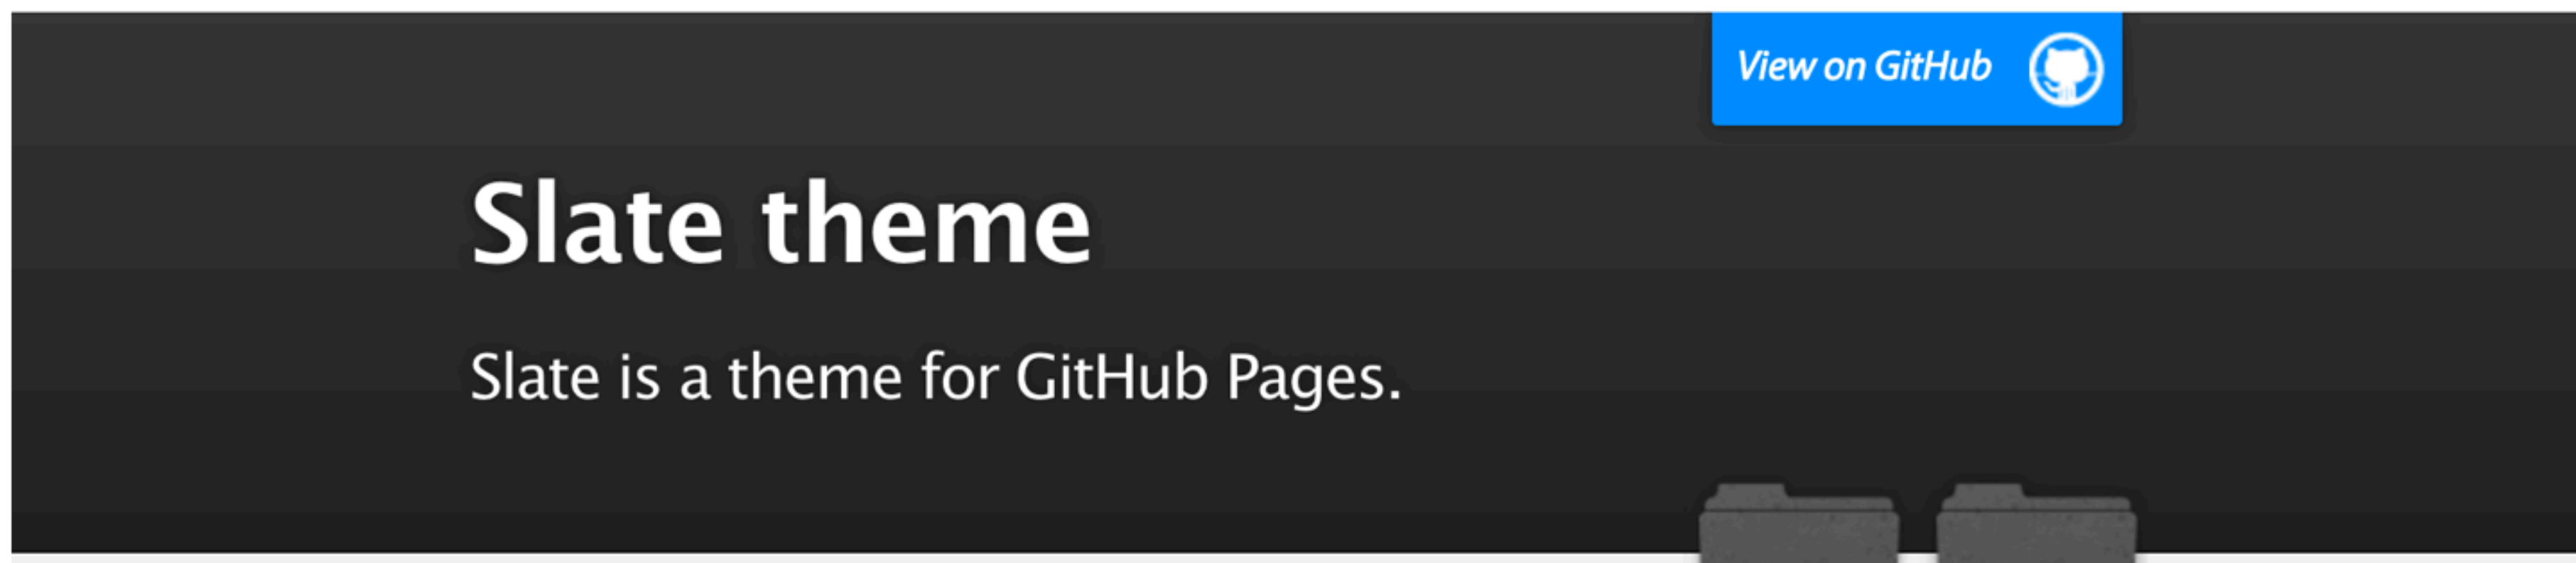 View on GitHub
Slate theme
Slate is a theme for GitHub Pages.